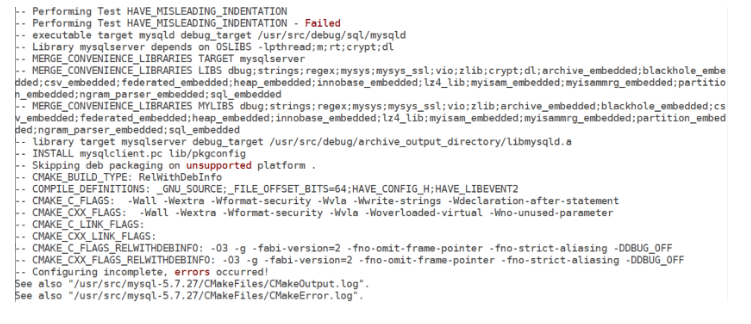 -- Performing Test HAVE_MISLEADING_INDENTATION
-- Performing Test HAVE_MISLEADING_INDENTATION - Failed
-- executable target mysqld debug_target /usr/src/debug/sql/mysqld
-- Library mysqlserver depends on OSLIBS -lpthread;m;rt;crypt;dl
-- MERGE_CONVENIENCE_LIBRARIES TARGET mysqlserver
-- MERGE_CONVENIENCE_LIBRARIES LIBS dbug;strings;regex;mysys;mysys_ssl;vio;zlib;crypt;dl;archive_embedded;blackhole_embe
dded;csv_embedded;federated_embedded;heap_embedded;innobase_embedded;lz4_lib;myisam_embedded;myisammrg_embedded;partitio
n_embedded;ngram_parser_embedded;sql_embedded
-- MERGE_CONVENIENCE_LIBRARIES MYLIBS dbug;strings;regex;mysys;mysys_ssl;vio;zlib;archive_embedded;blackhole_embedded;cs
v_embedded;federated_embedded;heap_embedded;innobase_embedded;lz4_lib;myisam_embedded;myisammrg_embedded;partition_embed
ded;ngram_parser_embedded;sql_embedded
-- library target mysqlserver debug_target /usr/src/debug/archive_output_directory/libmysqld.a
-- INSTALL mysqlclient.pc lib/pkgconfig
-- Skipping deb packaging on unsupported platform .
-- CMAKE_BUILD_TYPE: RelWithDebInfo
-- COMPILE_DEFINITIONS: _GNU_SOURCE;_FILE_OFFSET_BITS=64;HAVE_CONFIG_H;HAVE_LIBEVENT2
-- CMAKE_C_FLAGS:  -Wall -Wextra -Wformat-security -Wvla -Wwrite-strings -Wdeclaration-after-statement
-- CMAKE_CXX_FLAGS:  -Wall -Wextra -Wformat-security -Wvla -Woverloaded-virtual -Wno-unused-parameter
-- CMAKE_C_LINK_FLAGS:
-- CMAKE_CXX_LINK_FLAGS:
-- CMAKE_C_FLAGS_RELWITHDEBINFO: -O3 -g -fabi-version=2 -fno-omit-frame-pointer -fno-strict-aliasing -DDBUG_OFF
-- CMAKE_CXX_FLAGS_RELWITHDEBINFO: -O3 -g -fabi-version=2 -fno-omit-frame-pointer -fno-strict-aliasing -DDBUG_OFF
-- Configuring incomplete, errors occurred!
See also "/usr/src/mysql-5.7.27/CMakeFiles/CMakeOutput.log".
See also "/usr/src/mysql-5.7.27/CMakeFiles/CMakeError.log".